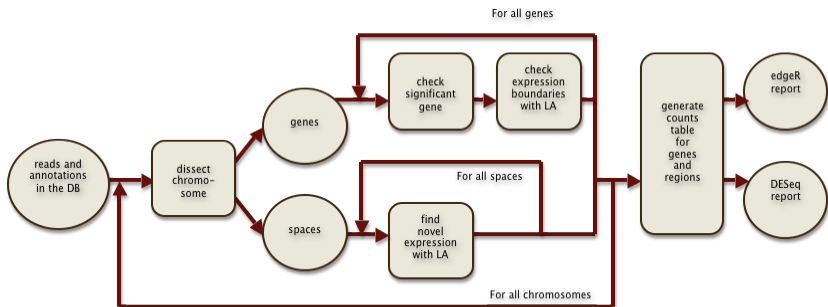 For all genes
check
significant
gene
check
expression
boundaries
with LA
edgeR
report
genes
generate
counts
table
for
genes
and
regions
reads and
annotations
in the DB
dissect
chromo-
some
For all spaces
DESeq
report
spaces
find
novel
expression
with LA
For all chromosomes